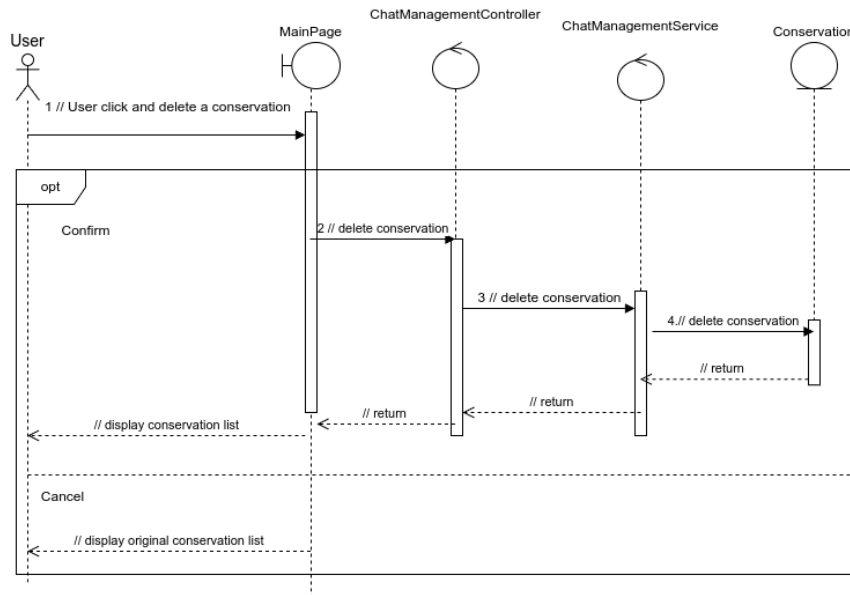 User
MainPage
ChatManagementController
ChatManagementService
Conservation
1 // User click and delete a conservation
opt
Confirm
2 // delete conservation
3 // delete conservation
4.// delete conservation
// return
// return
// return
// display conservation list
Cancel
// display original conservation list